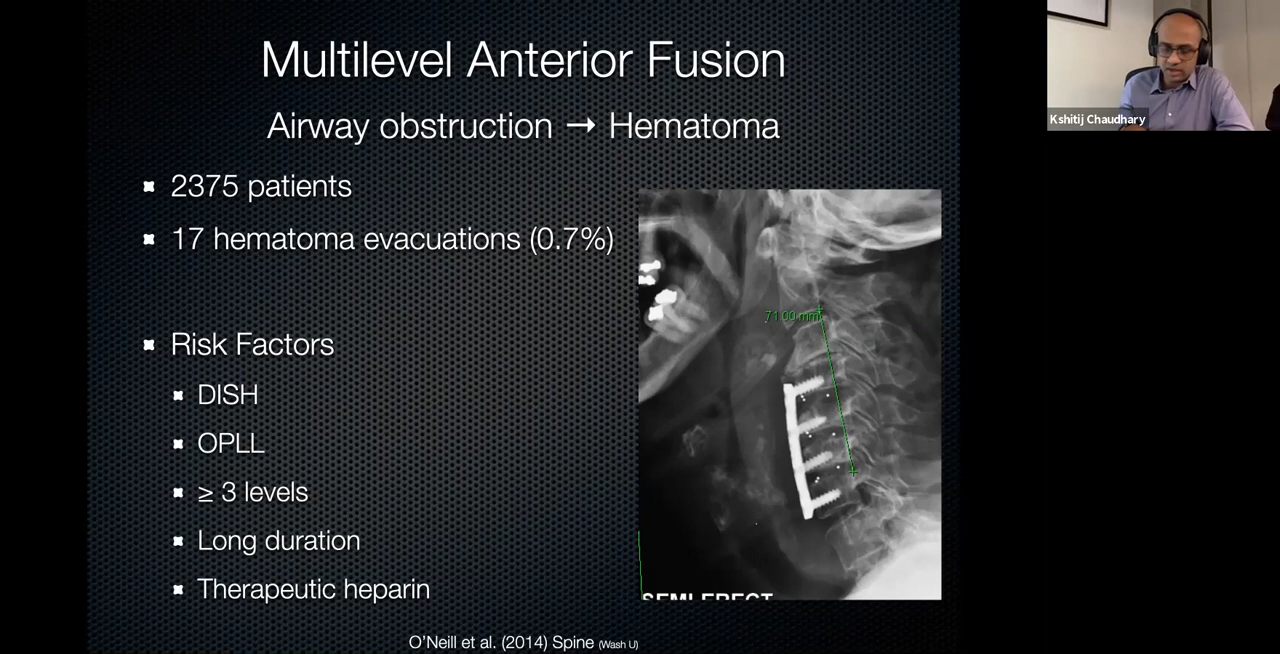 Multilevel Anterior Fusion
Airway obstruction → Hematoma
2375 patients
17 hematoma evacuations (0.7%)
Risk Factors
DISH
OPLL
≥ 3 levels
Long duration
Therapeutic heparin
71.00 mm
SEMI ERECT
O'Neill et al. (2014) Spine (Wash U)
Kshitij Chaudhary